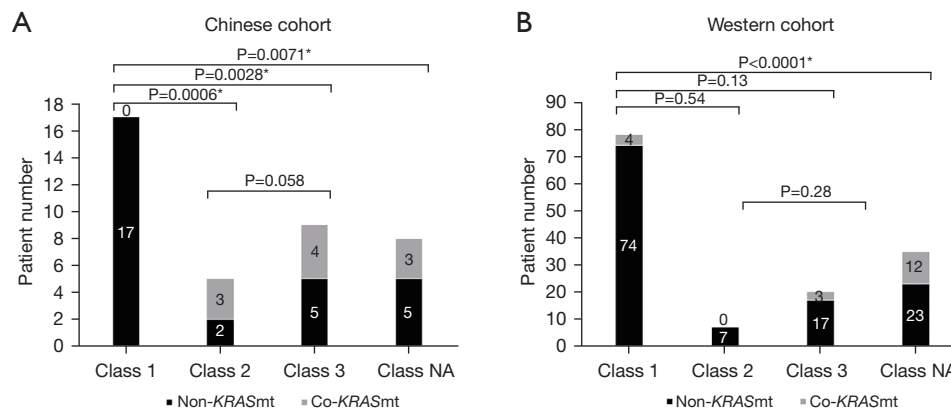 A
Chinese cohort
P=0.0071*
P=0.0028*
P=0.0006*
P=0.058
Patient number
18
16
14
12
10
8
6
4
2
0
0
17
3
2
4
5
3
5
Class 1 Class 2 Class 3 Class NA
Non-KRASmt Co-KRASmt
B
Western cohort
P<0.0001*
P=0.13
P=0.54
P=0.28
Patient number
90
80
70
60
50
40
30
20
10
0
4
74
0
7
3
17
12
23
Class 1 Class 2 Class 3 Class NA
Non-KRASmt Co-KRASmt